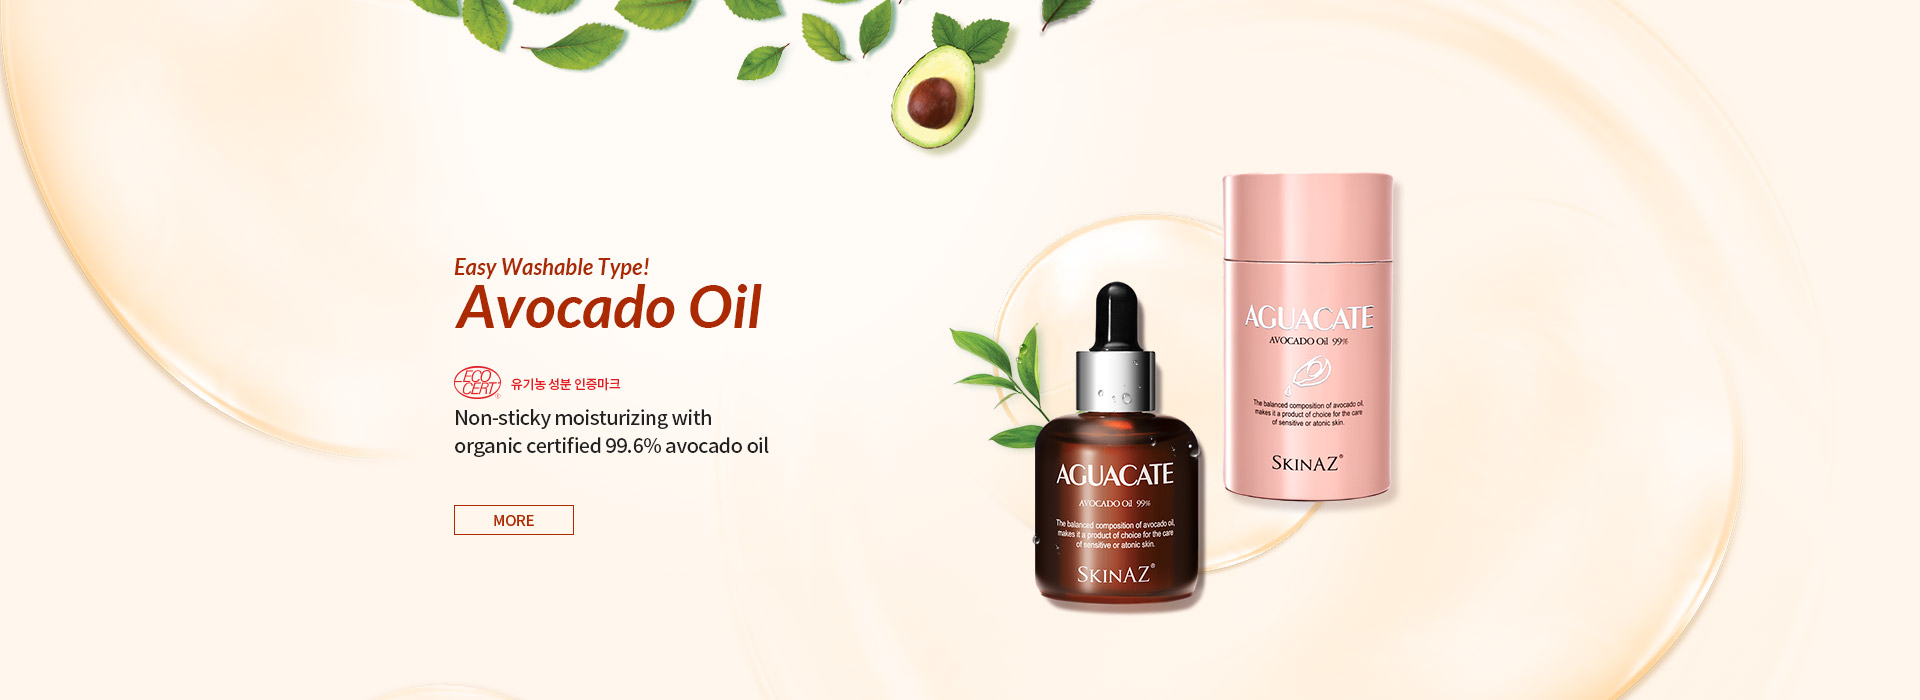 Easy Washable Type!
Avocado Oil
ECO
CERT
®
유기농 성분 인증마크
Non-sticky moisturizing with
organic certified 99.6% avocado oil
MORE
AGUACATE
AVOCADO Oil 99%
The balanced composition of avocado oil,
makes it a product of choice for the care
of sensitive or atonic skin.
SKINAZ®
AGUACATE
AVOCADO Oil 99%
The balanced composition of avocado oil,
makes it a product of choice for the care
of sensitive or atonic skin.
SKINAZ®